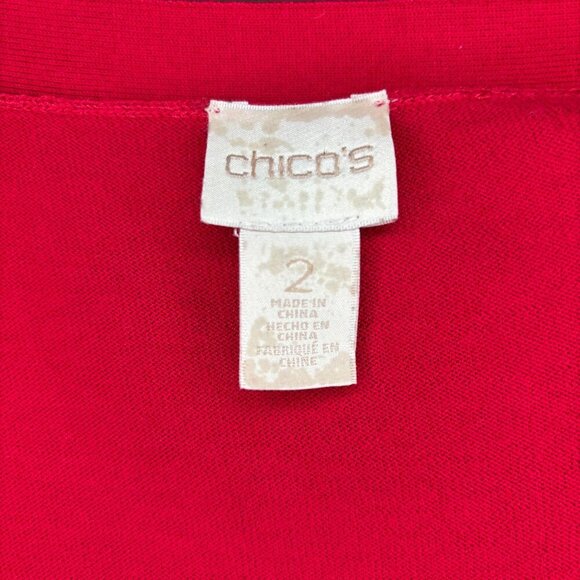 chico's
2
MADE IN
CHINA
HECHO EN
CHINA
FABRIQUÉ EN
CHINE